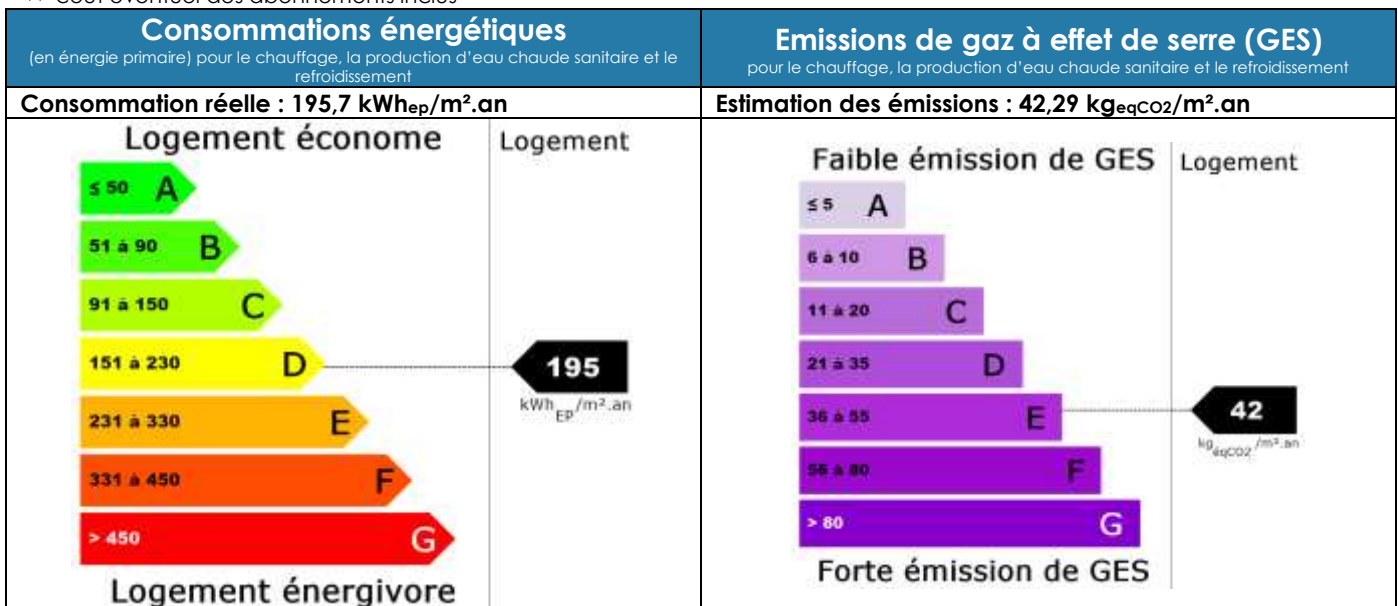 coût éventuel des abonnements inclus
Consommations énergétiques
(en énergie primaire) pour le chauffage, la production d'eau chaude sanitaire et le
refroidissement
Consommation réelle : 195,7 kWhep/m².an
Logement économe
Logement
≤ 50 A
51 à 90 B
91 à 150 C
151 à 230 D
195
kWhEP/m².an
231 à 330 E
331 à 450 F
> 450 G
Logement énergivore
Emissions de gaz à effet de serre (GES)
pour le chauffage, la production d'eau chaude sanitaire et le refroidissement
Estimation des émissions : 42,29 kgeqCO2/m².an
Faible émission de GES
Logement
≤ 5 A
6 à 10 B
11 à 20 C
21 à 35 D
36 à 55 E
42
kgéqCO2/m².an
56 à 80 F
> 80 G
Forte émission de GES